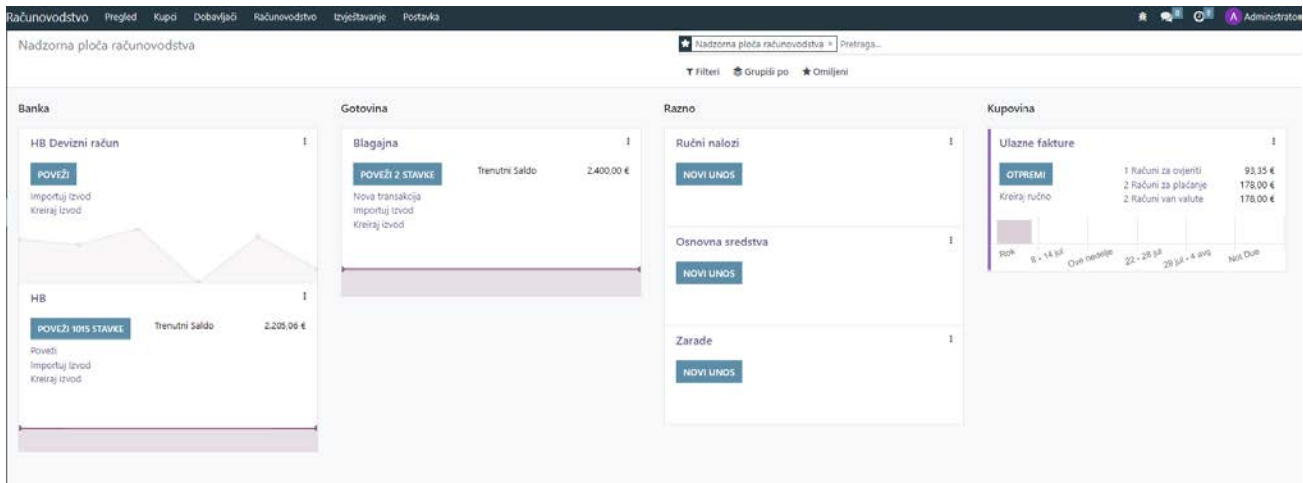 Računovodstvo Pregled Kupci Dobavljači Računovodstvo Izvještavanje Postavka Administrator
Nadzorna ploča računovodstva
Nadzorna ploča računovodstva × Pretraga...
Filteri Grupiši po Omiljeni
Banka
HB Devizni račun
POVEŽI
Importuj izvod
Kreiraj izvod
HB
POVEŽI 1015 STAVKE Trenutni Saldo 2.205,06 €
Poveži
Importuj izvod
Kreiraj izvod
Gotovina
Blagajna
POVEŽI 2 STAVKE Trenutni Saldo 2.400,00 €
Nova transakcija
Importuj izvod
Kreiraj izvod
Razno
Ručni nalozi
NOVI UNOS
Osnovna sredstva
NOVI UNOS
Zarade
NOVI UNOS
Kupovina
Ulazne fakture
OTPREMI
Kreiraj ručno
1 Računi za ovjeriti 93,35 €
2 Računi za plaćanje 178,00 €
2 Računi van valute 178,00 €
Rok 8 - 14 jul Ove nedelje 22 - 28 jul 29 jul - 4 avg Not Due